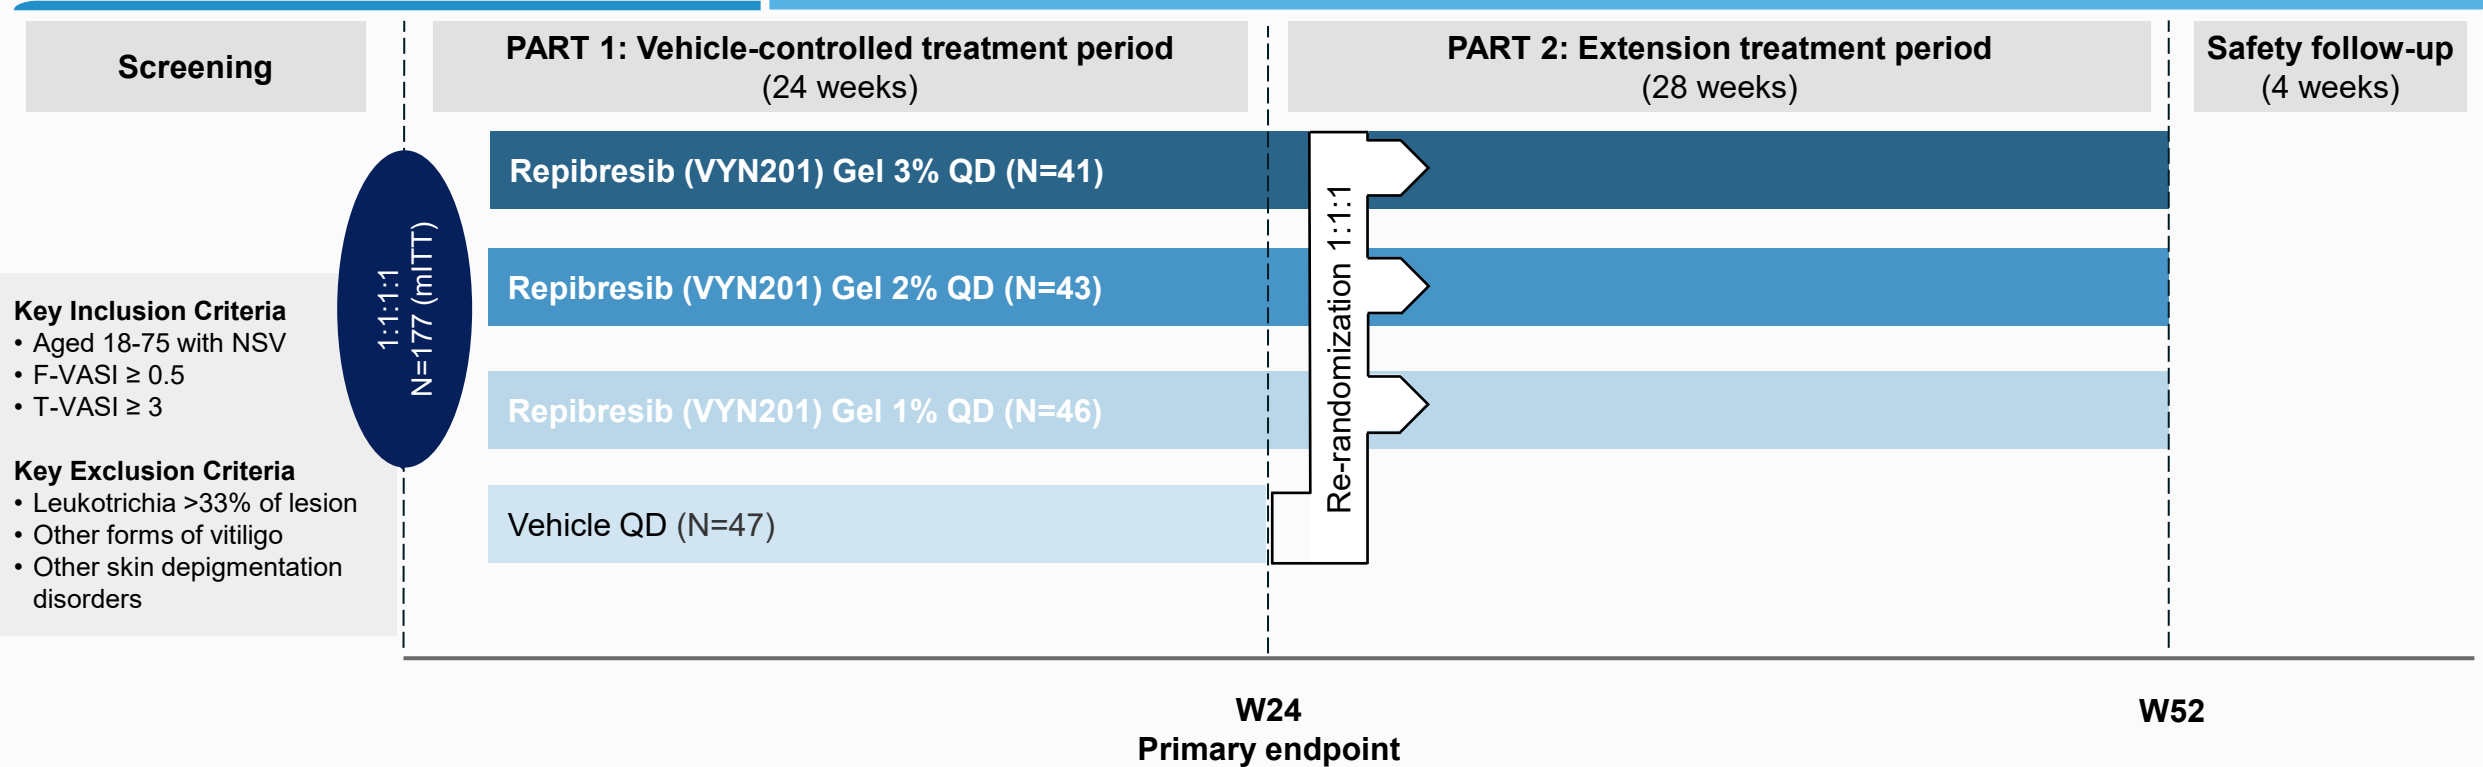 Screening
PART 1: Vehicle-controlled treatment period
(24 weeks)
PART 2: Extension treatment period
(28 weeks)
Safety follow-up
(4 weeks)
Key Inclusion Criteria
• Aged 18-75 with NSV
• F-VASI ≥ 0.5
• T-VASI ≥ 3
Key Exclusion Criteria
• Leukotrichia >33% of lesion
• Other forms of vitiligo
• Other skin depigmentation
disorders
1:1:1:1
N=177 (mITT)
Repibresib (VYN201) Gel 3% QD (N=41)
Repibresib (VYN201) Gel 2% QD (N=43)
Repibresib (VYN201) Gel 1% QD (N=46)
Vehicle QD (N=47)
Re-randomization 1:1:1
W24
Primary endpoint
W52